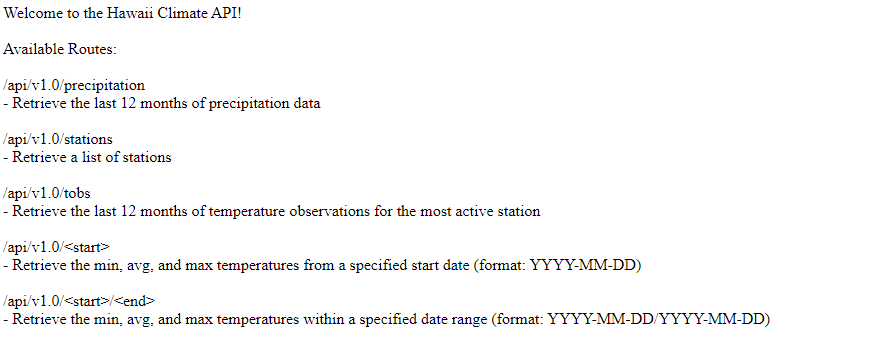 Welcome to the Hawaii Climate API!
Available Routes:
/api/v1.0/precipitation
- Retrieve the last 12 months of precipitation data
/api/v1.0/stations
- Retrieve a list of stations
/api/v1.0/tobs
- Retrieve the last 12 months of temperature observations for the most active station
/api/v1.0/<start>
- Retrieve the min, avg, and max temperatures from a specified start date (format: YYYY-MM-DD)
/api/v1.0/<start>/<end>
- Retrieve the min, avg, and max temperatures within a specified date range (format: YYYY-MM-DD/YYYY-MM-DD)